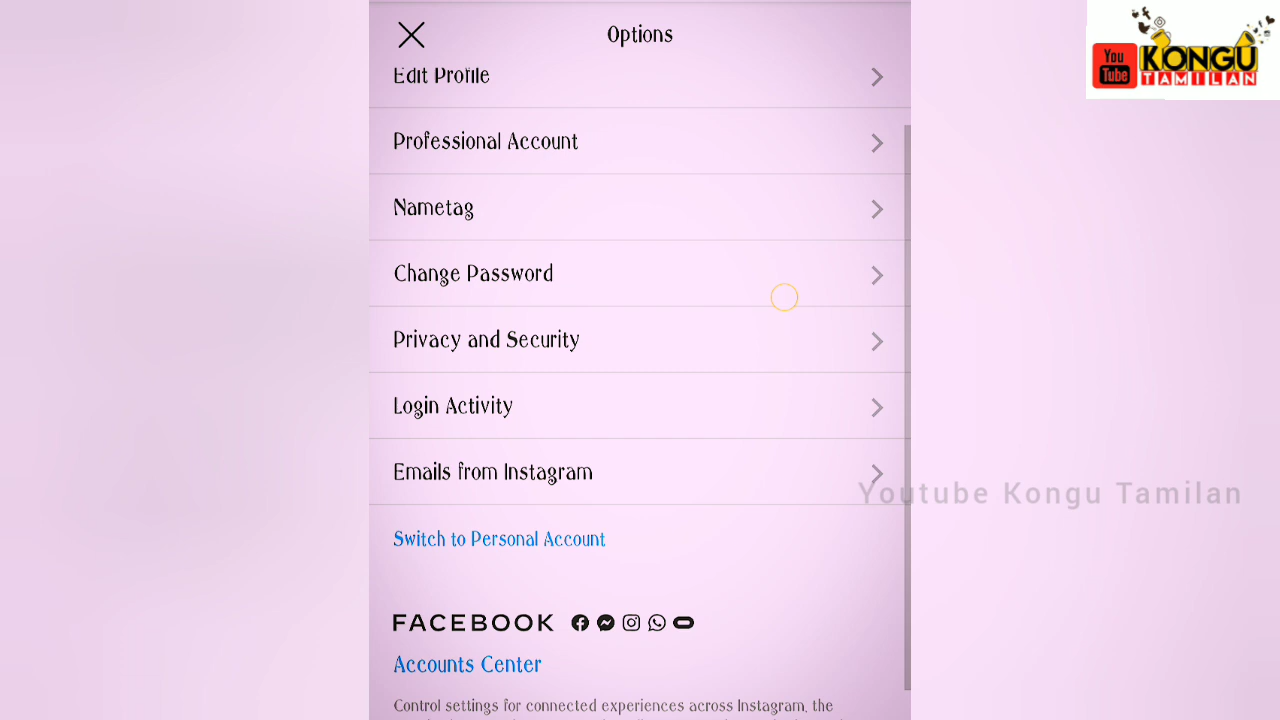 Options
You
Tube
KONGU
TAMILAN
Edit Profile
Professional Account
Nametag
Change Password
Privacy and Security
Login Activity
Emails from Instagram
Youtube Kongu Tamilan
Switch to Personal Account
FACEBOOK
Accounts Center
Control settings for connected experiences across Instagram, the